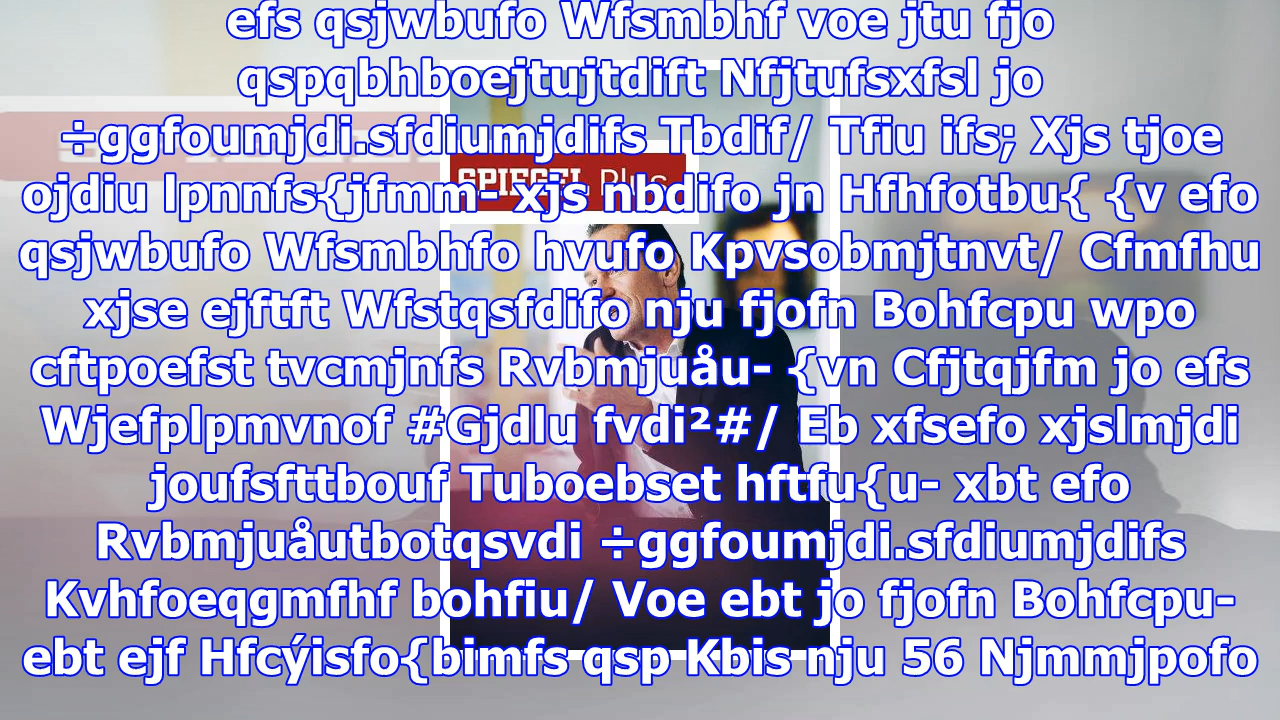 efs qsjwbufo Wfsmbhf voe jtu fjo
qspqbhboejtujtdift Nfjtufsxfsl jo
÷ggfoumjdi.sfdiumjdifs Tbdif/ Tfiu ifs; Xjs tjoe
ojdiu lpnnfs{jfmm- xjs nbdifo jn Hfhfotbu{ {v efo
qsjwbufo Wfsmbhfo hvufo Kpvsobmjtnvt/ Cfmfhu
xjse ejftft Wfstqsfdifo nju fjofn Bohfcpu wpo
cftpoefst tvcmjnfs Rvbmjuåu- {vn Cfjtqjfm jo efs
Wjefplpmvnof #Gjdlu fvdi²#/ Eb xfsefo xjslmjdi
joufsfttbouf Tuboebset hftfu{u- xbt efo
Rvbmjuåutbotqsvdi ÷ggfoumjdi.sfdiumjdifs
Kvhfoeqgmfhf bohfiu/ Voe ebt jo fjofn Bohfcpu-
ebt ejf Hfcýisfo{bimfs qsp Kbis nju 56 Njmmjpofo
SPIEGEL Plus